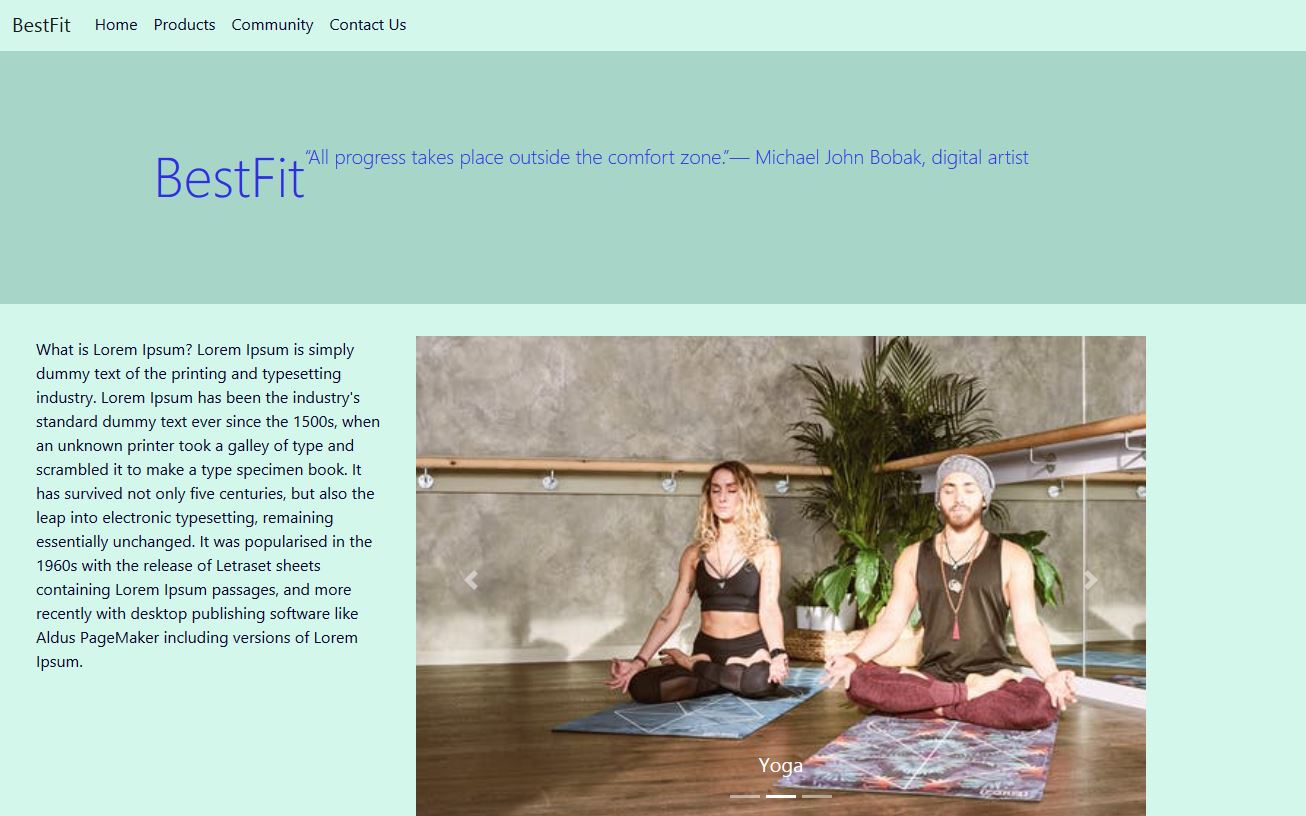 BestFit Home Products Community Contact Us
BestFit
“All progress takes place outside the comfort zone.”— Michael John Bobak, digital artist
What is Lorem Ipsum? Lorem Ipsum is simply
dummy text of the printing and typesetting
industry. Lorem Ipsum has been the industry's
standard dummy text ever since the 1500s, when
an unknown printer took a galley of type and
scrambled it to make a type specimen book. It
has survived not only five centuries, but also the
leap into electronic typesetting, remaining
essentially unchanged. It was popularised in the
1960s with the release of Letraset sheets
containing Lorem Ipsum passages, and more
recently with desktop publishing software like
Aldus PageMaker including versions of Lorem
Ipsum.
Yoga